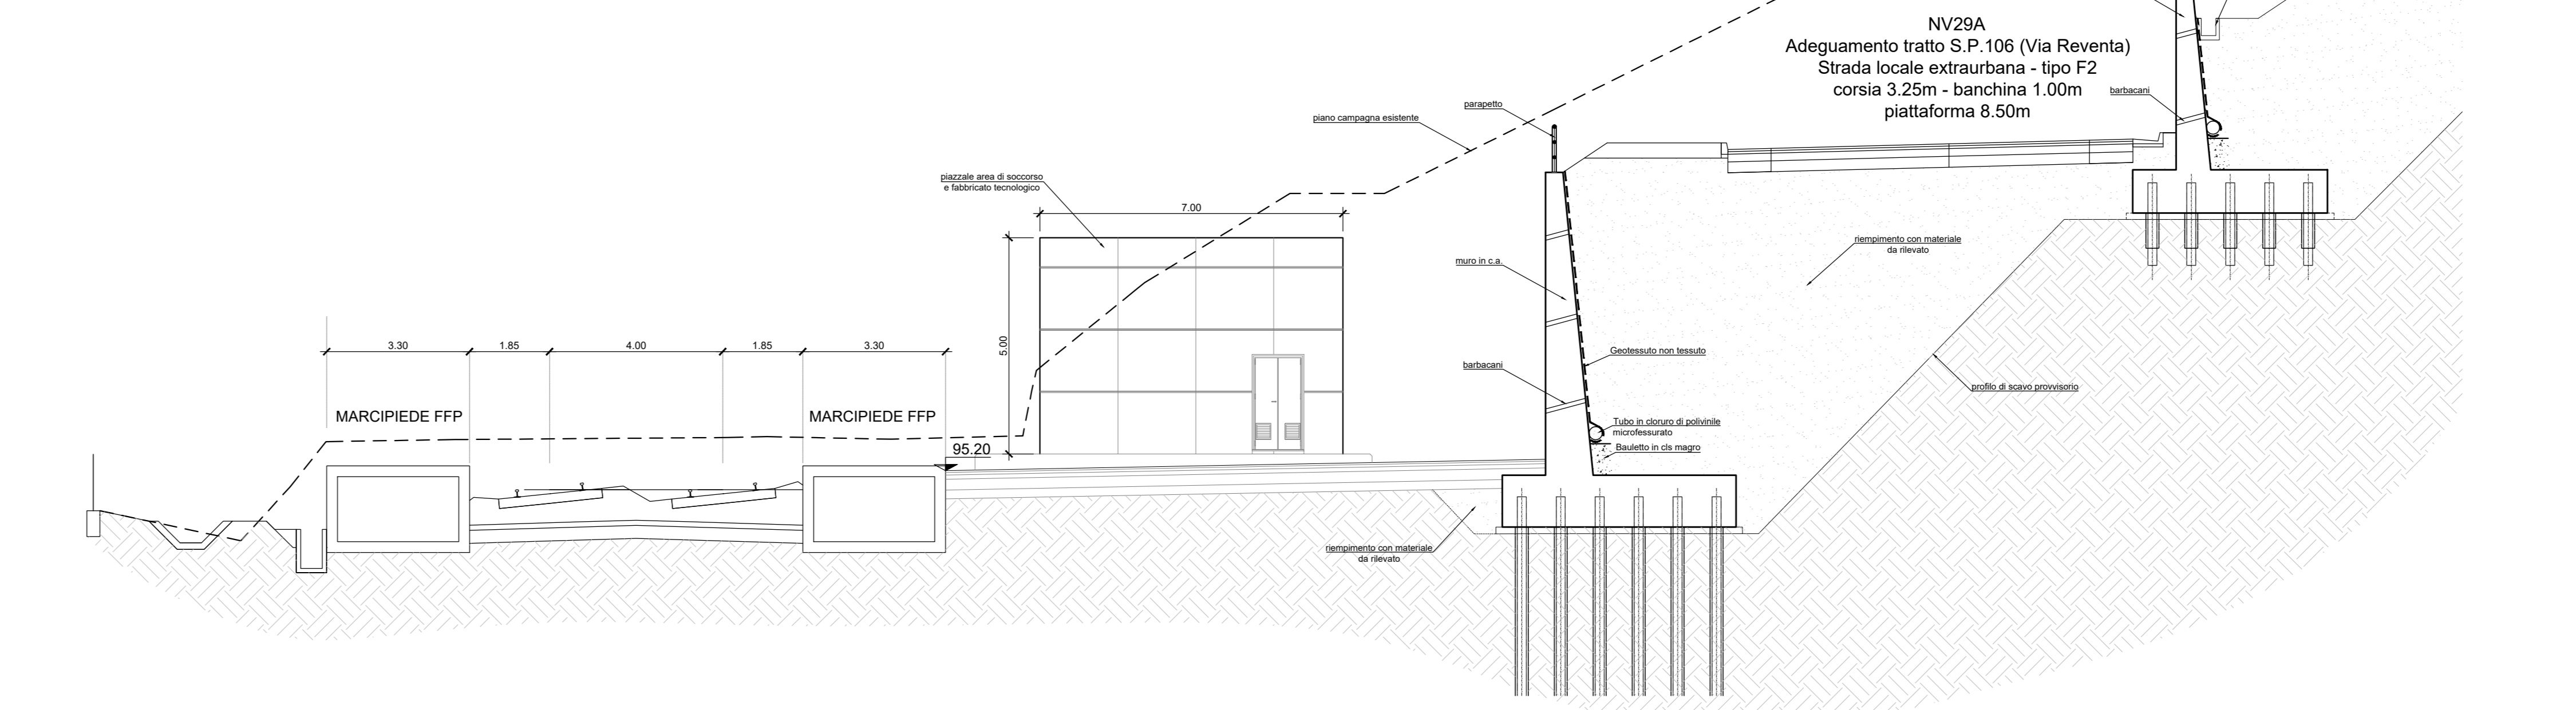 NV29A
Adeguamento tratto S.P.106 (Via Reventa)
Strada locale extraurbana - tipo F2
corsia 3.25m - banchina 1.00m
piattaforma 8.50m
barbacani
parapetto
piano campagna esistente
piazzale area di soccorso
e fabbricato tecnologico
7.00
riempimento con materiale
da rilevato
muro in c.a.
5.00
3.30
1.85
4.00
1.85
3.30
Geotessuto non tessuto
barbacani
profilo di scavo provvisorio
MARCIPIEDE FFP
MARCIPIEDE FFP
Tubo in cloruro di polivinile
microfessurato
95.20
Bauletto in cls magro
riempimento con materiale
da rilevato